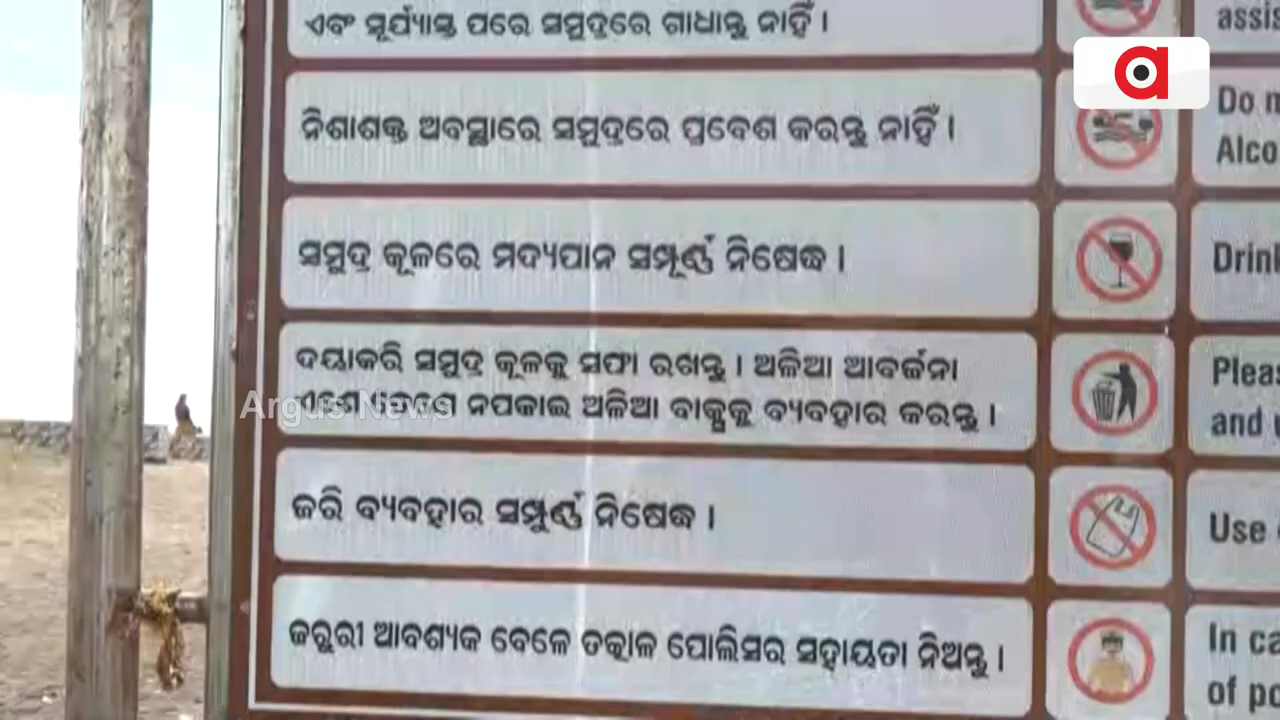 ଏବଂ ସୂର୍ଯ୍ୟାସ୍ତ ପରେ ସମୁଦ୍ରରେ ଗାଧାନ୍ତୁ ନାହିଁ ।
assis
ନିଶାଶକ୍ତ ଅବସ୍ଥାରେ ସମୁଦ୍ରରେ ପ୍ରବେଶ କରନ୍ତୁ ନାହିଁ ।
Do n
Alco
ସମୁଦ୍ର କୂଳରେ ମଦ୍ୟପାନ ସମ୍ପୂର୍ଣ୍ଣ ନିଷେଦ୍ଧ ।
Drink
ଦୟାକରି ସମୁଦ୍ର କୂଳକୁ ସଫା ରଖନ୍ତୁ । ଅଳିଆ ଆବର୍ଜନା
ଏଣେ ତେଣେ ନପକାଇ ଅଳିଆ ବାକ୍ସକୁ ବ୍ୟବହାର କରନ୍ତୁ ।
Pleas
and u
Argus News
ଜରି ବ୍ୟବହାର ସମ୍ପୂର୍ଣ୍ଣ ନିଷେଦ୍ଧ ।
Use
ଜରୁରୀ ଆବଶ୍ୟକ ବେଳେ ତତ୍କାଳ ପୋଲିସର ସହାୟତା ନିଅନ୍ତୁ ।
In ca
of po